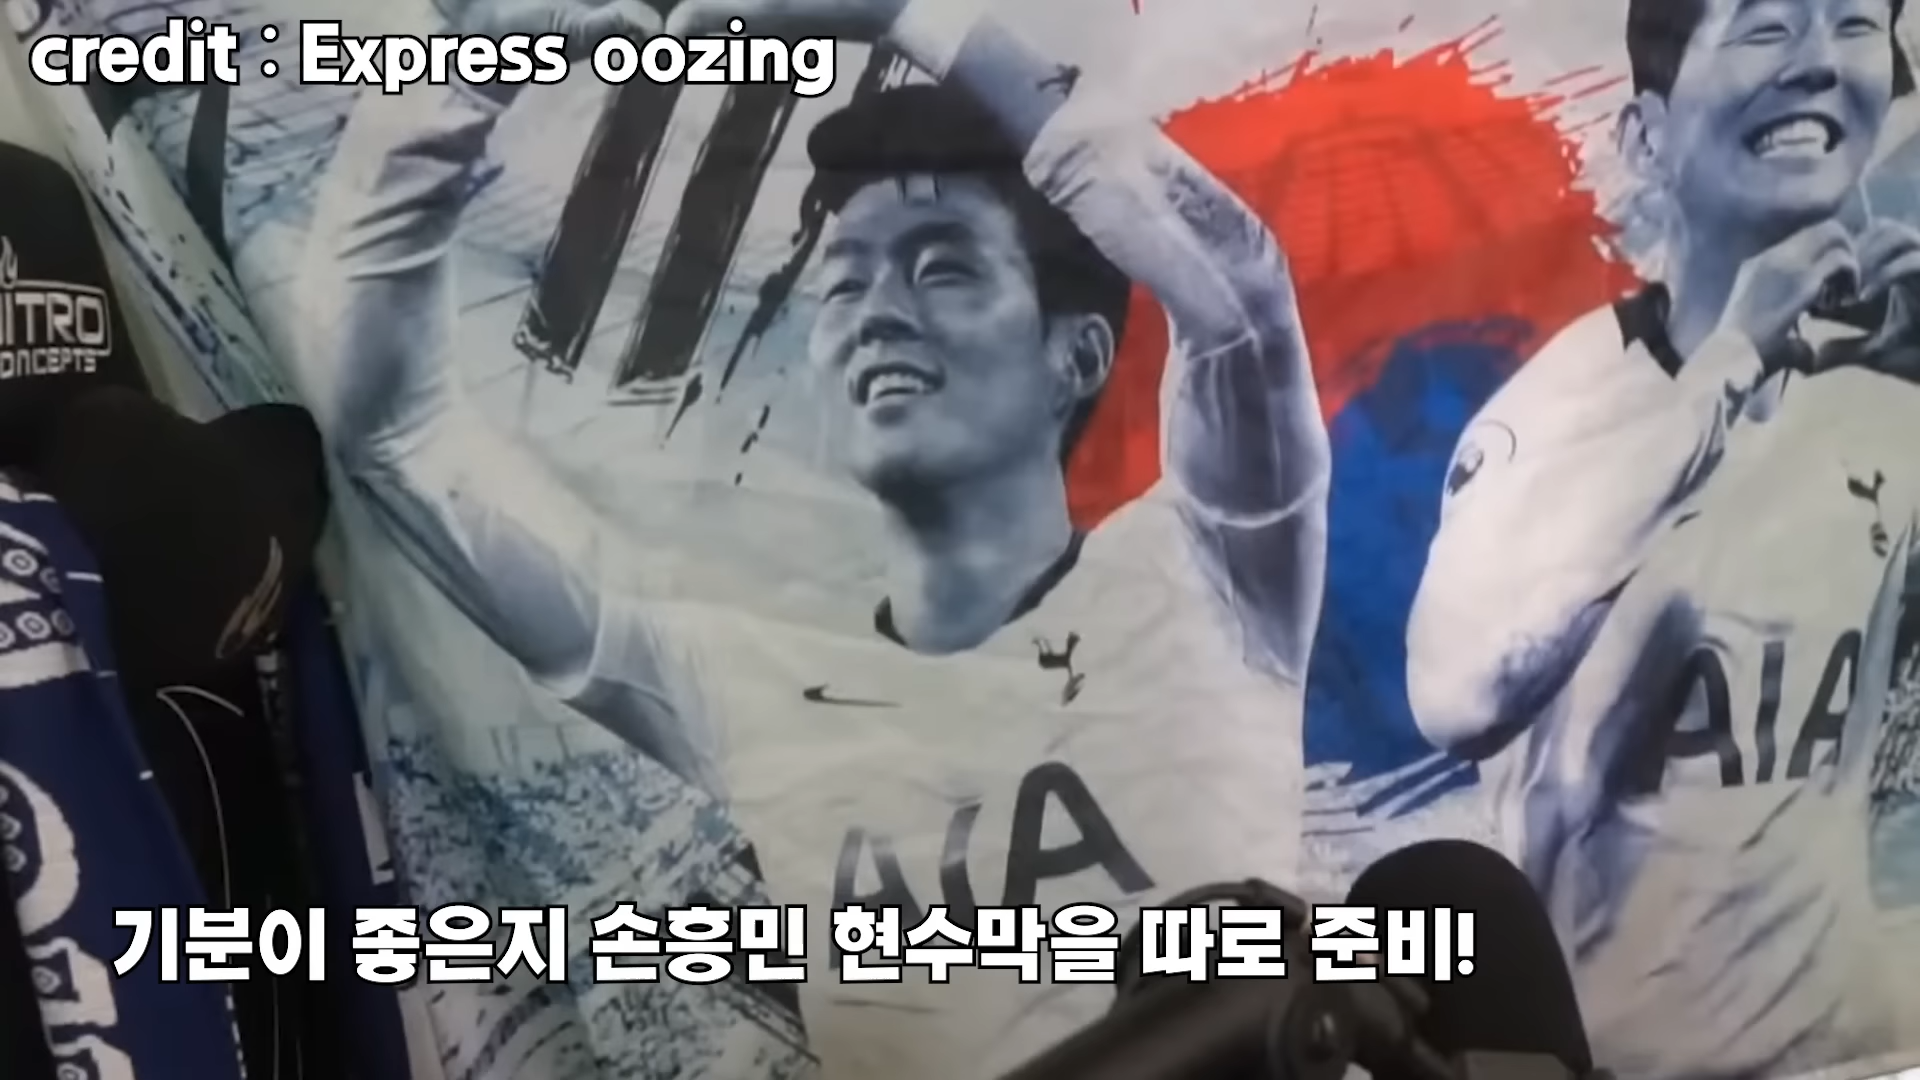 credit : Express oozing
NITRO
CONCEPTS
AIA
AIA
기분이 좋은지 손흥민 현수막을 따로 준비!